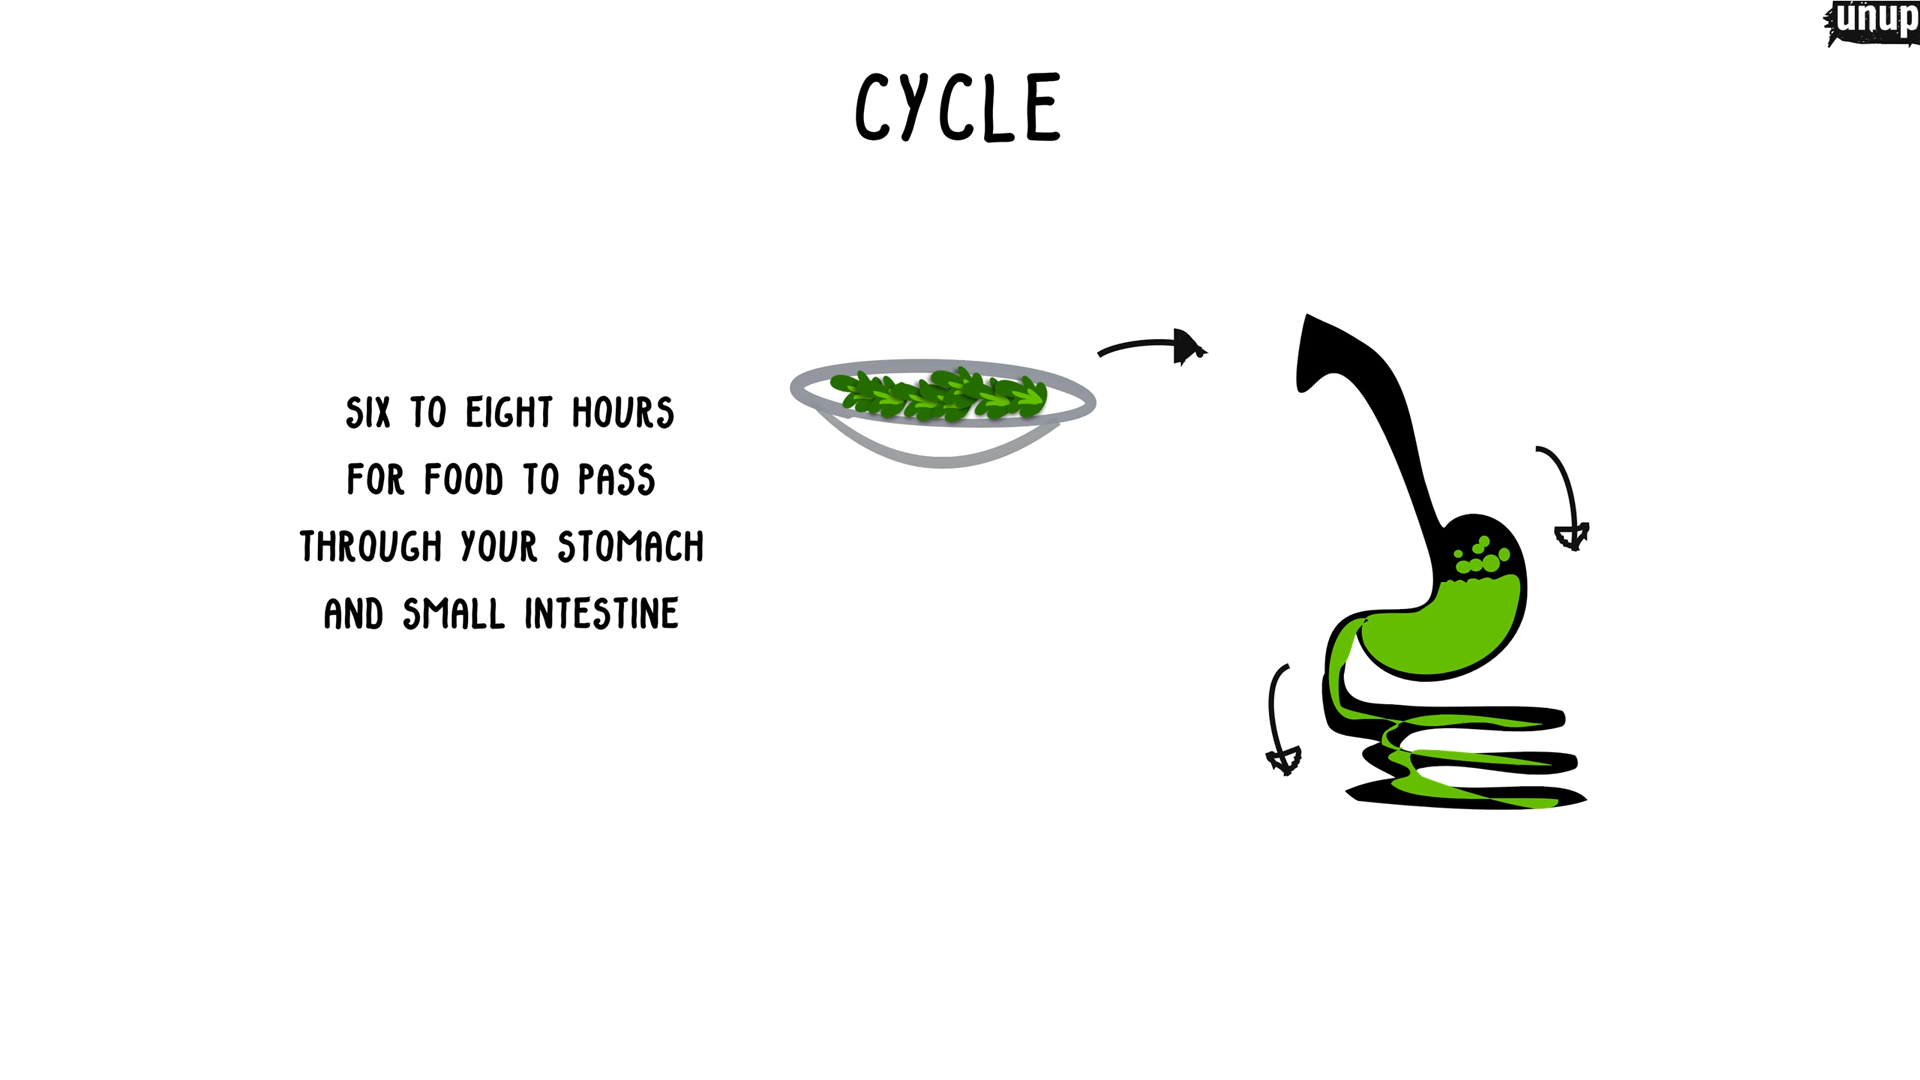 unup
CYCLE
SIX TO EIGHT HOURS
FOR FOOD TO PASS
THROUGH YOUR STOMACH
AND SMALL INTESTINE